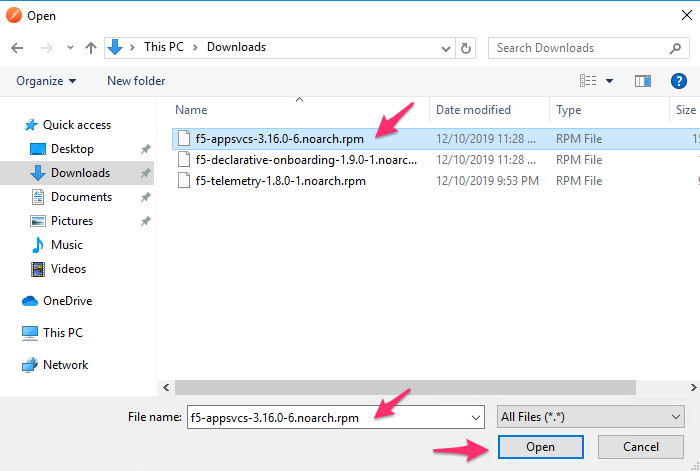 Open
This PC > Downloads
Search Downloads
Organize
New folder
Name Date modified Type Size
Quick access
Desktop
Downloads
Documents
Pictures
Music
Videos
OneDrive
This PC
Network
f5-appsvcs-3.16.0-6.noarch.rpm 12/10/2019 11:28 ... RPM File
f5-declarative-onboarding-1.9.0-1.noarc... 12/10/2019 11:28 ... RPM File
f5-telemetry-1.8.0-1.noarch.rpm 12/10/2019 9:53 PM RPM File
File name: f5-appsvcs-3.16.0-6.noarch.rpm All Files (*.*)
Open Cancel